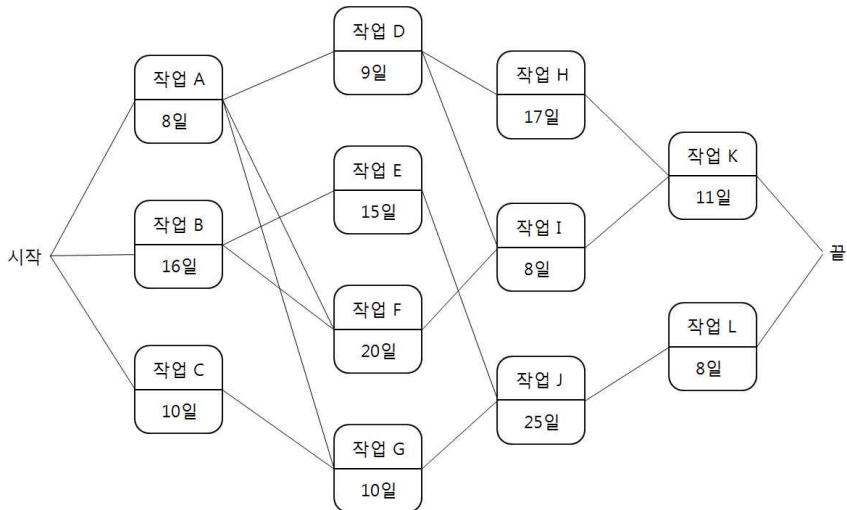 시작
작업 A
8일
작업 B
16일
작업 C
10일
작업 D
9일
작업 E
15일
작업 F
20일
작업 G
10일
작업 H
17일
작업 I
8일
작업 J
25일
작업 K
11일
작업 L
8일
끝